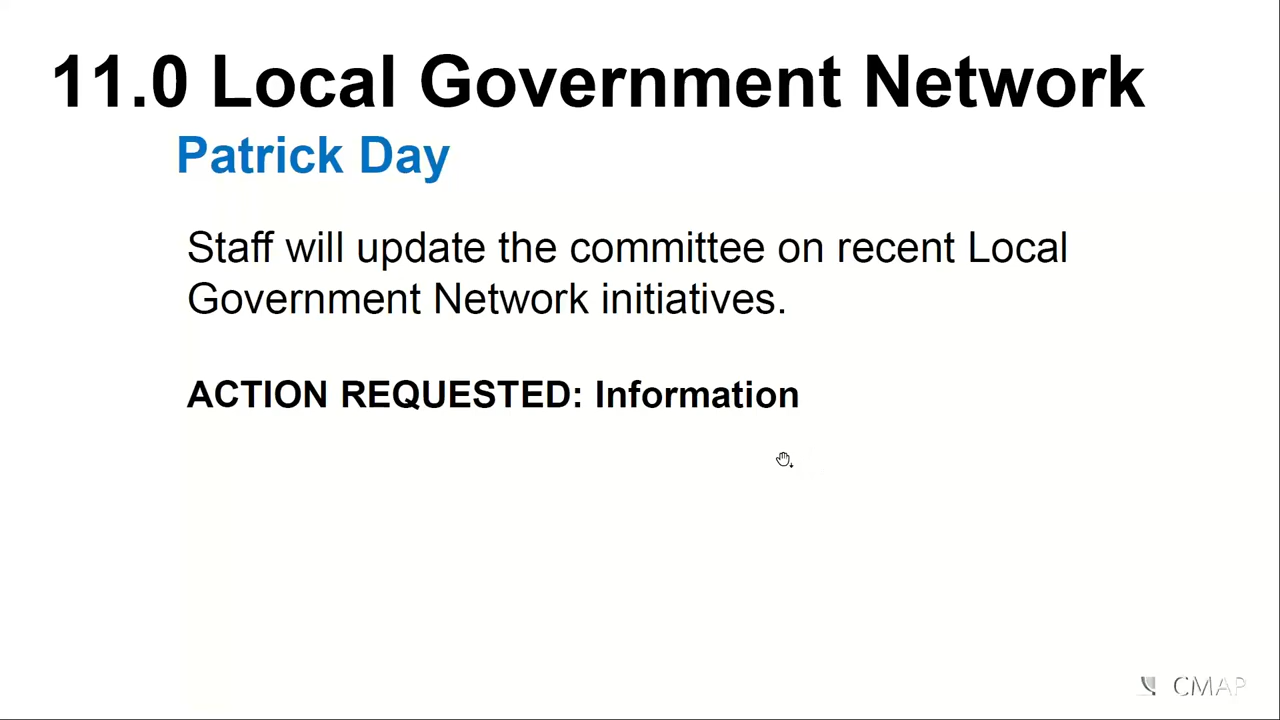 11.0 Local Government Network
Patrick Day
Staff will update the committee on recent Local
Government Network initiatives.
ACTION REQUESTED: Information
CMAP